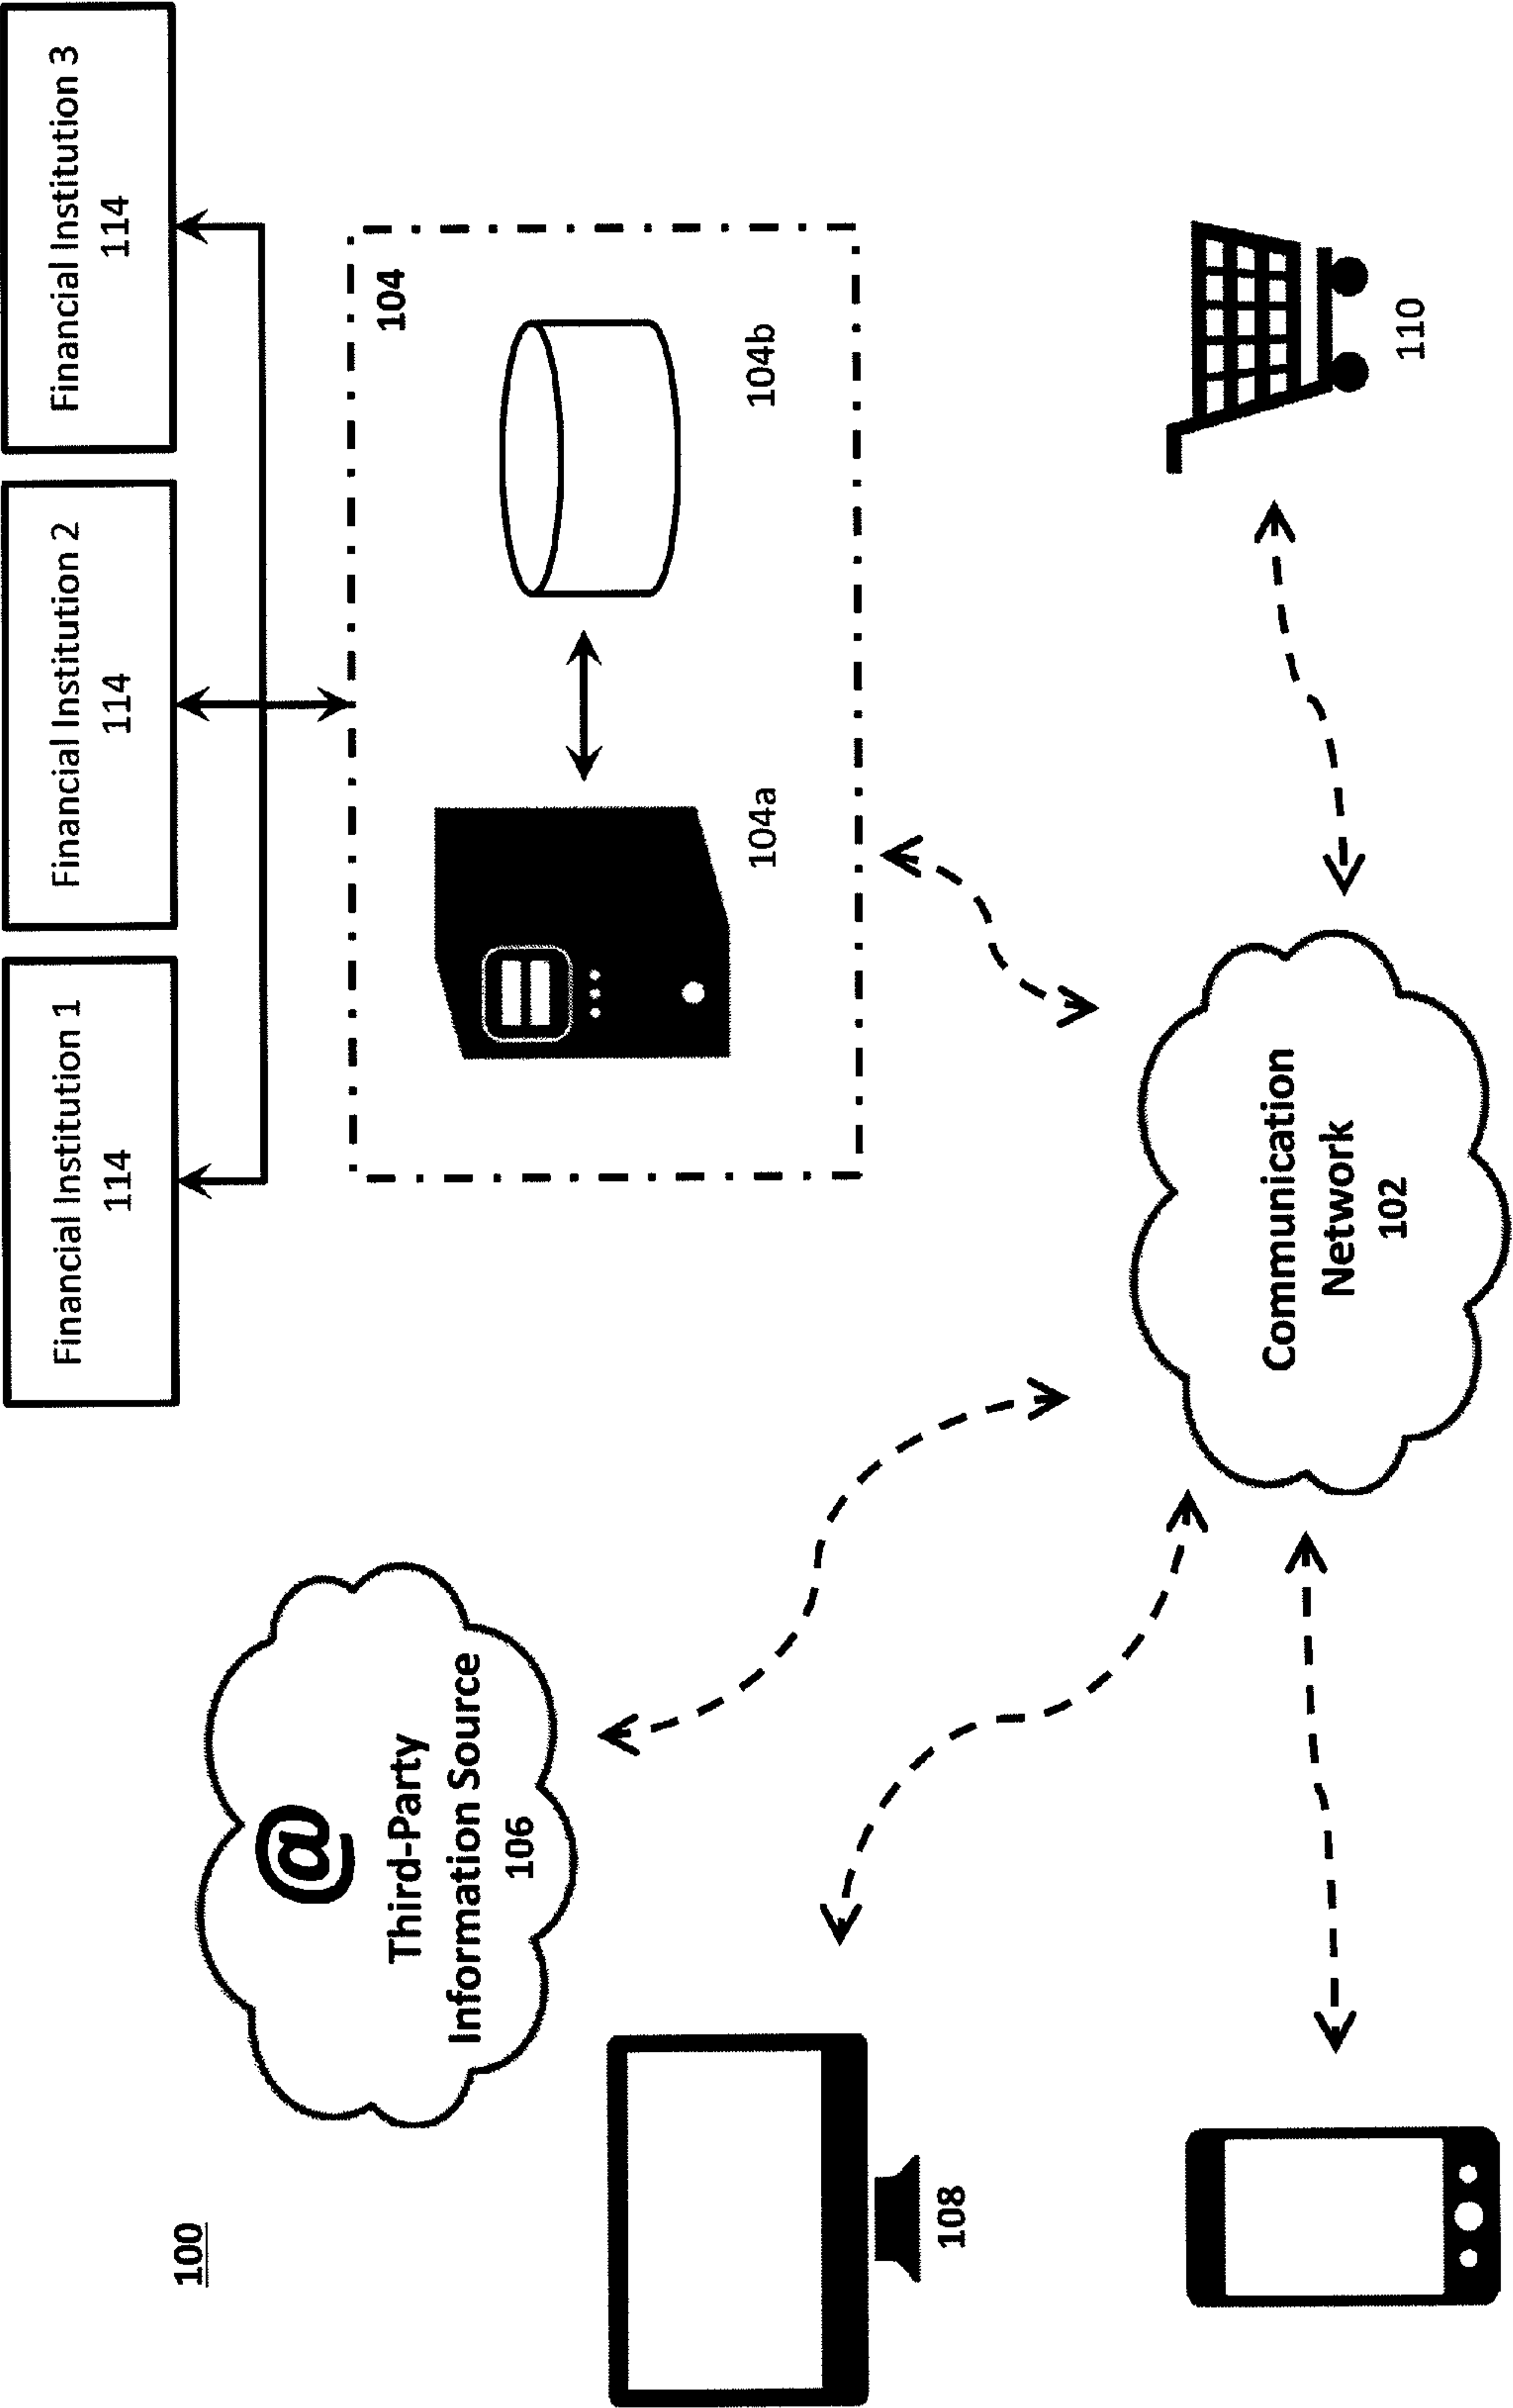 100
@
Third-Party
Information Source
106
108
Financial Institution 1
114
Financial Institution 2
114
Financial Institution 3
114
104
104a
104b
Communication
Network
102
110